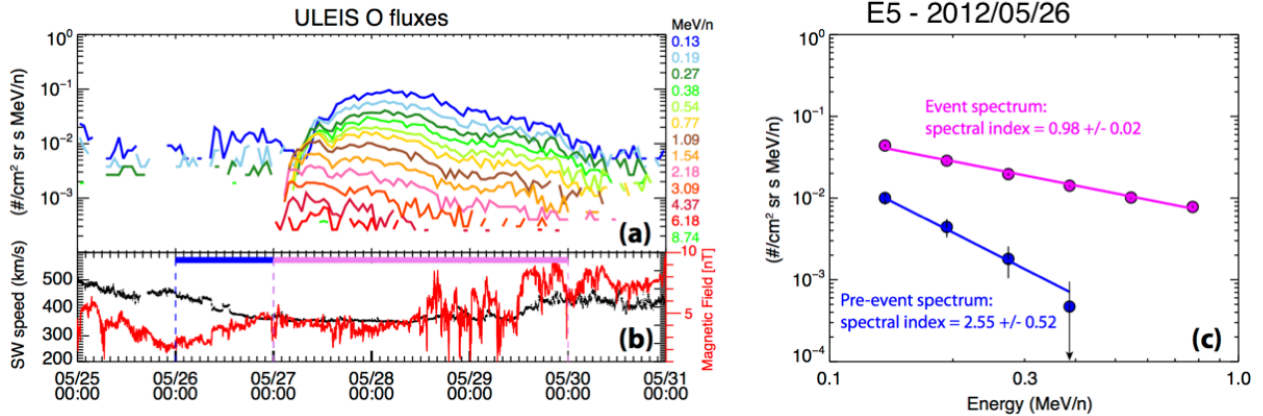 ULEIS O fluxes
E5 - 2012/05/26
MeV/n
0.13
0.19
0.27
0.38
0.54
0.77
1.09
1.54
2.18
3.09
4.37
6.18
8.74
10⁰
10⁻¹
10⁻²
10⁻³
(#/cm² sr s MeV/n)
(a)
SW speed (km/s)
500
400
300
200
10
5
Magnetic Field [nT]
(b)
05/25 05/26 05/27 05/28 05/29 05/30 05/31
00:00 00:00 00:00 00:00 00:00 00:00 00:00
10⁰
10⁻¹
10⁻²
10⁻³
10⁻⁴
(#/cm² sr s MeV/n)
Event spectrum:
spectral index = 0.98 +/- 0.02
Pre-event spectrum:
spectral index = 2.55 +/- 0.52
(c)
0.1 0.3 1.0
Energy (MeV/n)